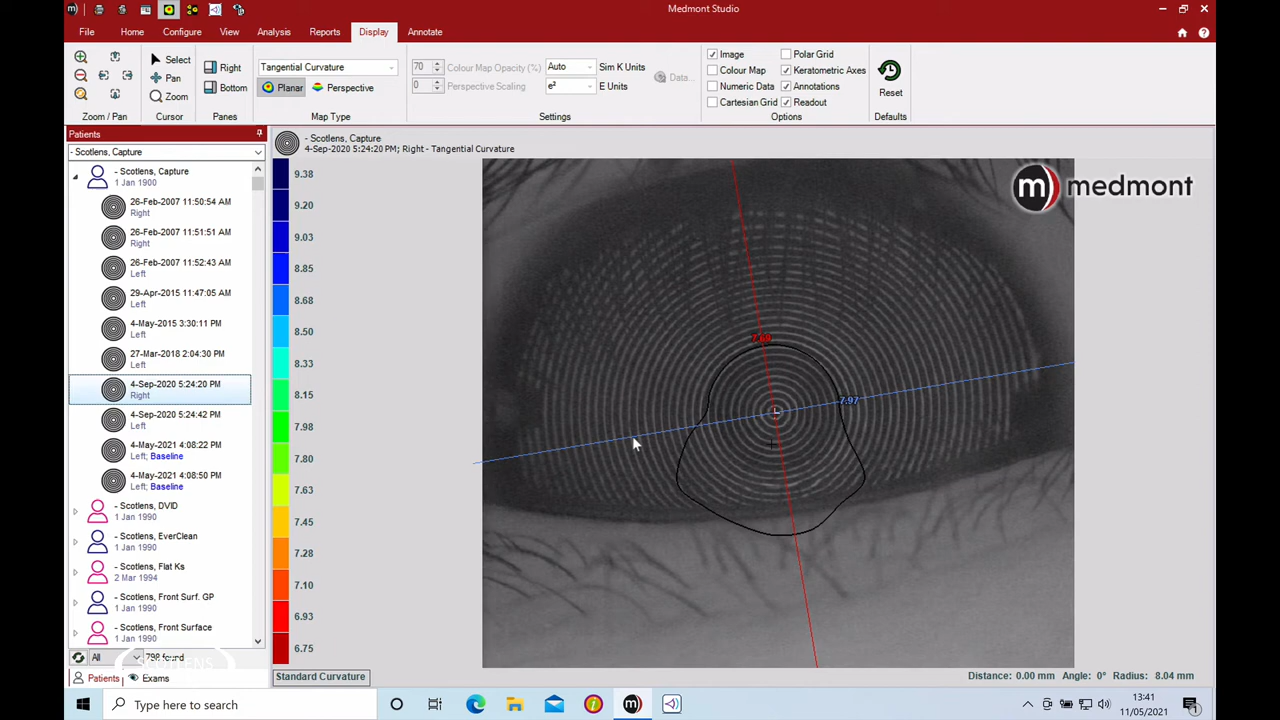 Medmont Studio
File Home Configure View Analysis Reports Display Annotate
Select
Pan
Zoom
Zoom / Pan
Cursor
Right
Bottom
Panes
Tangential Curvature
Planar
Perspective
Map Type
70 Colour Map Opacity (%)
0 Perspective Scaling
Auto Sim K Units
e² E Units
Data...
Settings
Image
Colour Map
Numeric Data
Cartesian Grid
Polar Grid
Keratometric Axes
Annotations
Readout
Options
Reset
Defaults
Patients
- Scotlens, Capture
- Scotlens, Capture
1 Jan 1900
26-Feb-2007 11:50:54 AM
Right
26-Feb-2007 11:51:51 AM
Right
26-Feb-2007 11:52:43 AM
Left
29-Apr-2015 11:47:05 AM
Left
4-May-2015 3:30:11 PM
Left
27-Mar-2018 2:04:30 PM
Left
4-Sep-2020 5:24:20 PM
Right
4-Sep-2020 5:24:42 PM
Left
4-May-2021 4:08:22 PM
Left; Baseline
4-May-2021 4:08:50 PM
Left; Baseline
- Scotlens, DVID
1 Jan 1990
- Scotlens, EverClean
1 Jan 1990
- Scotlens, Flat Ks
2 Mar 1994
- Scotlens, Front Surf. GP
1 Jan 1990
- Scotlens, Front Surface
1 Jan 1990
All 798 found
SCOTLENS
Patients Exams
- Scotlens, Capture
4-Sep-2020 5:24:20 PM; Right - Tangential Curvature
9.38
9.20
9.03
8.85
8.68
8.50
8.33
8.15
7.98
7.80
7.63
7.45
7.28
7.10
6.93
6.75
m medmont
7.69
7.97
Standard Curvature
Distance: 0.00 mm Angle: 0° Radius: 8.04 mm
Type here to search
13:41
11/05/2021
1